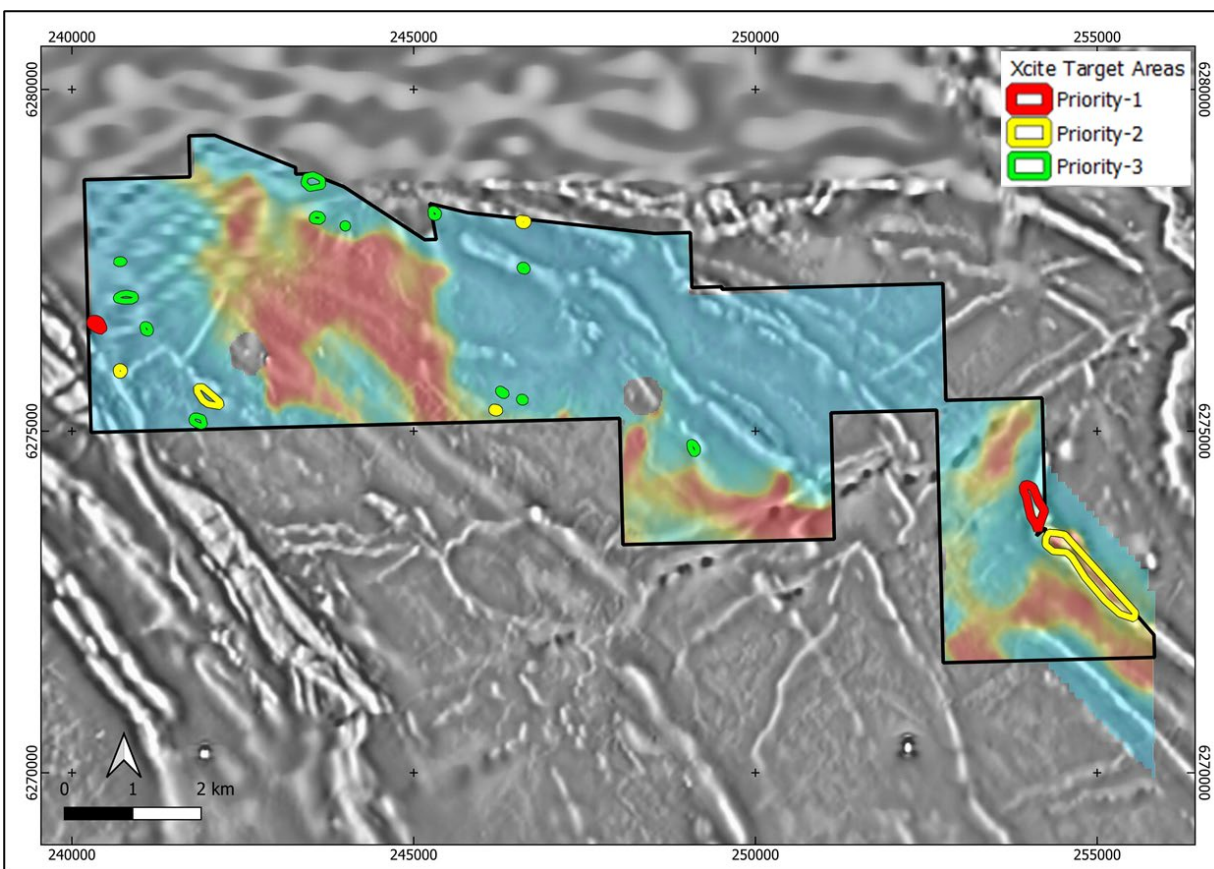 240000 245000 250000 255000
Xcite Target Areas
Priority-1
Priority-2
Priority-3
6280000 6280000
6275000 6275000
6270000 6270000
0 1 2 km
240000 245000 250000 255000